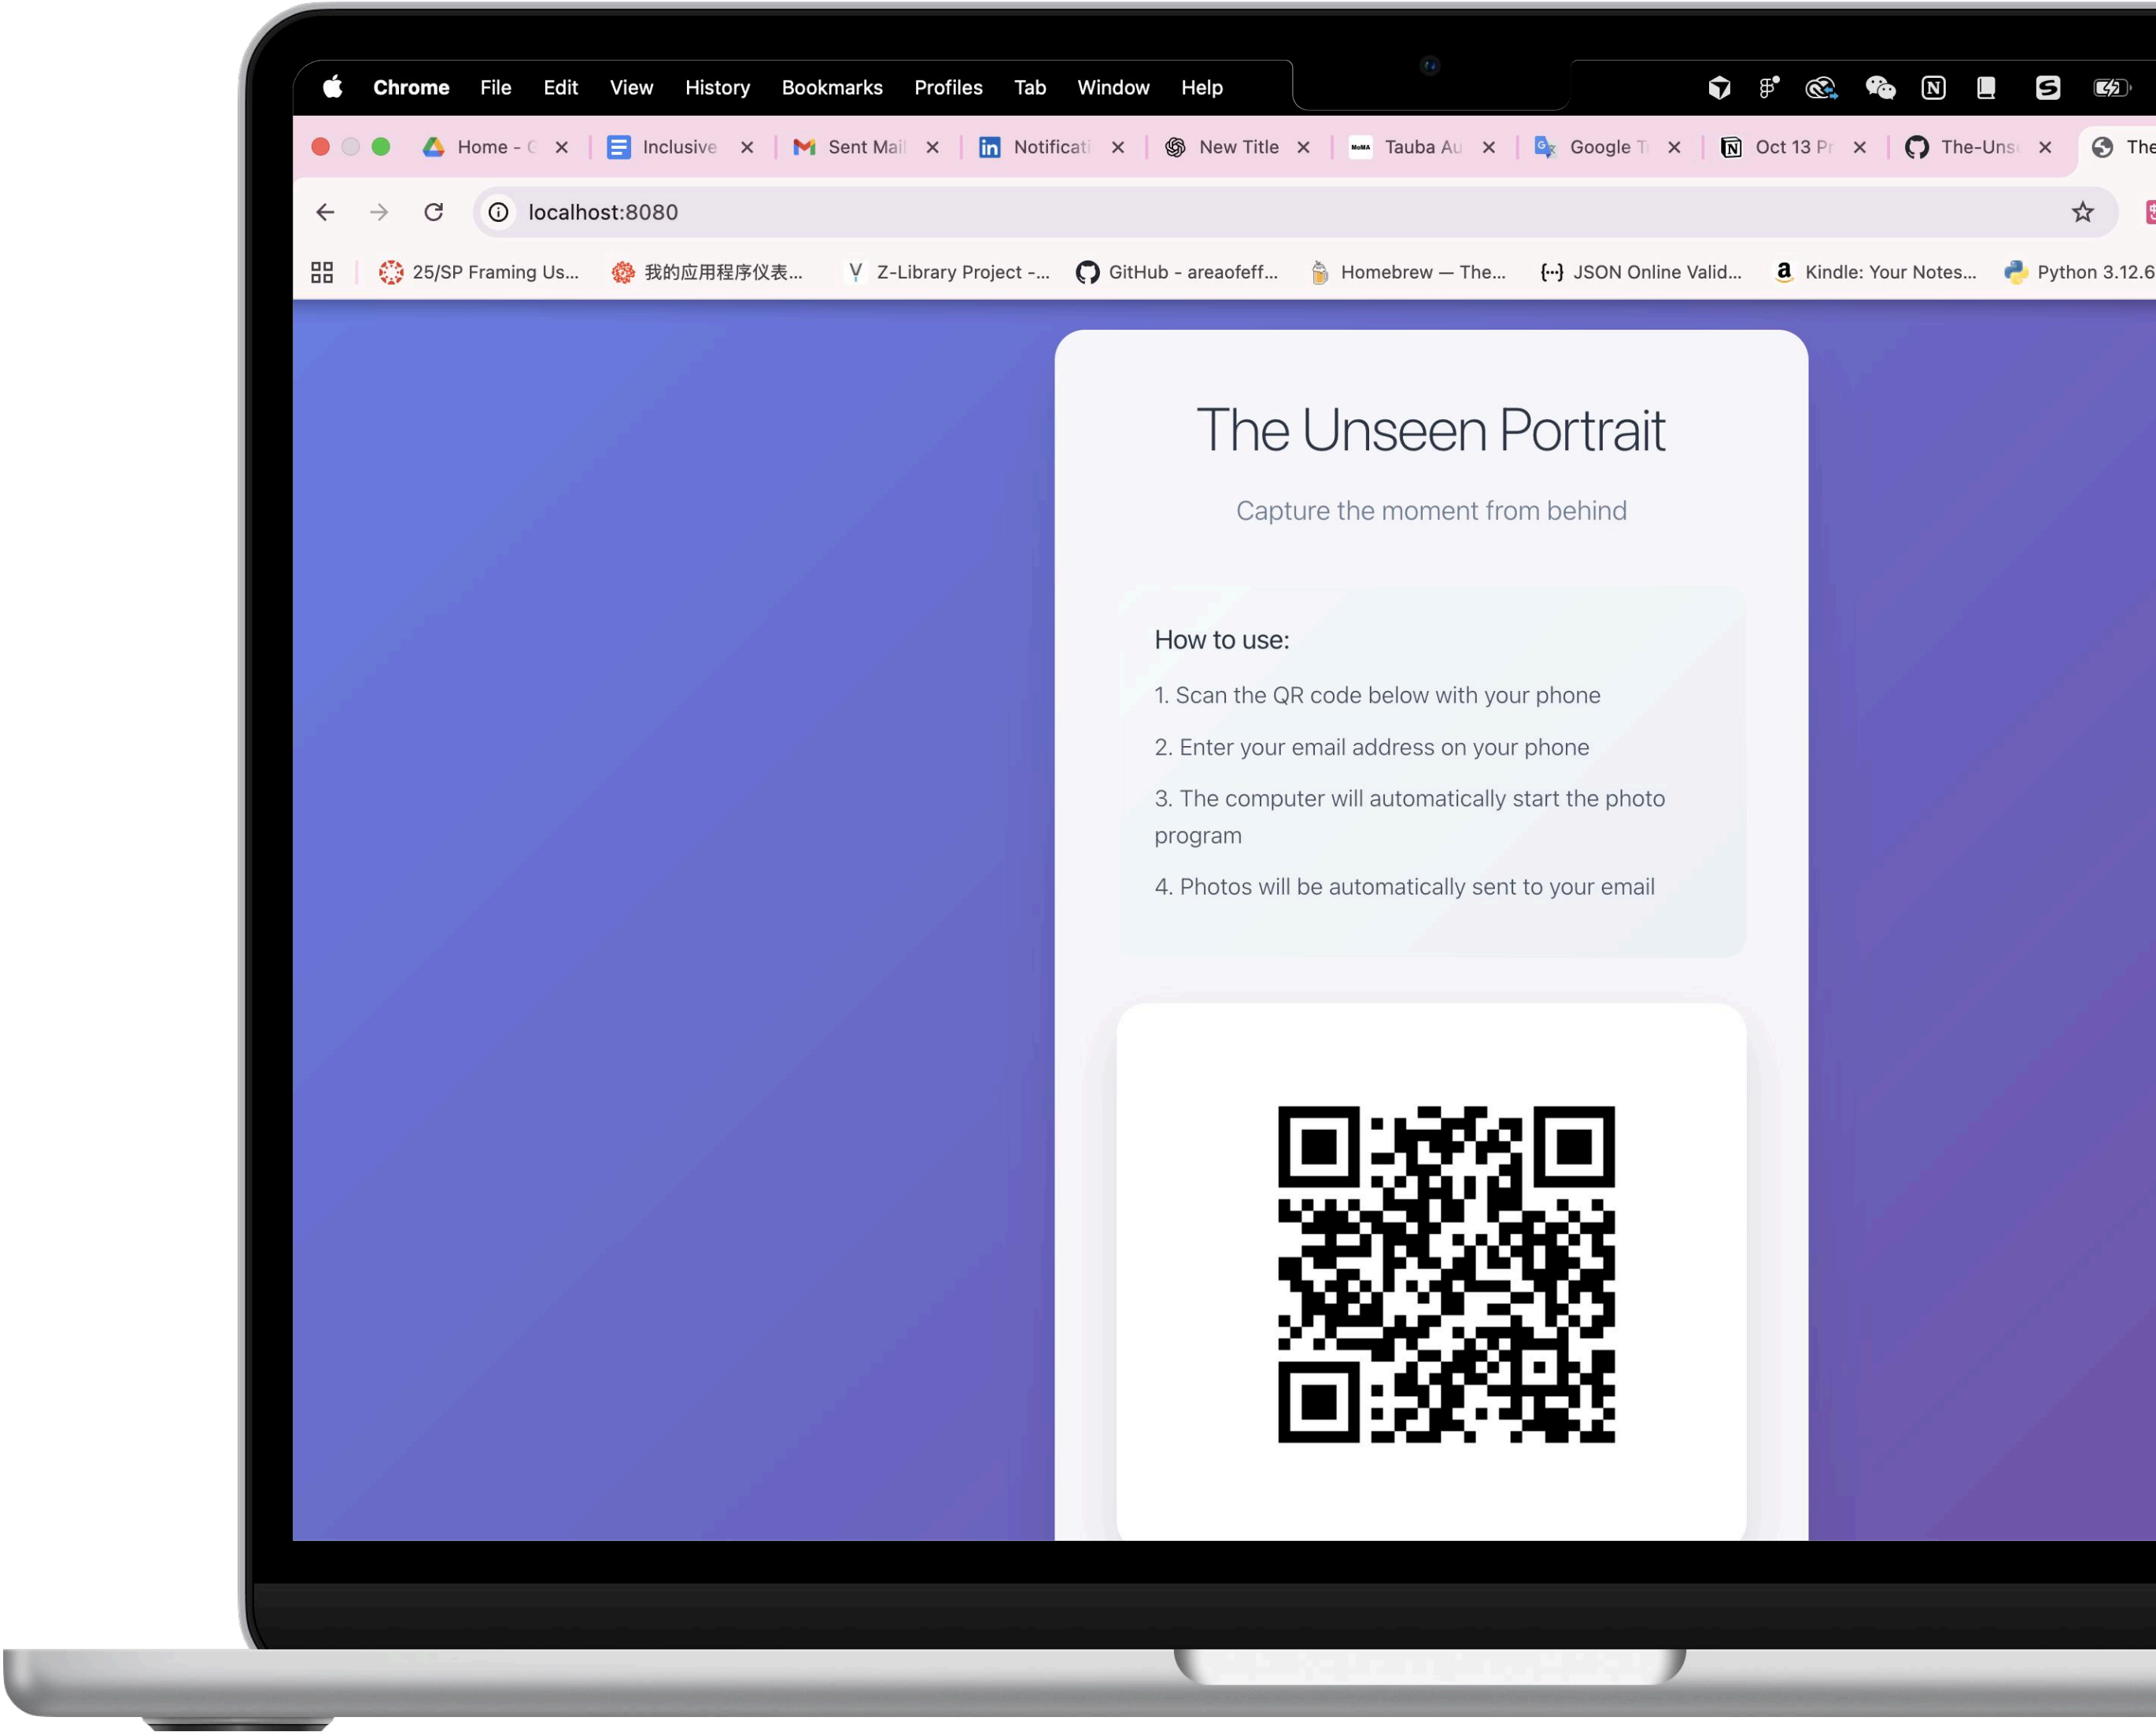 Chrome File Edit View History Bookmarks Profiles Tab Window Help
Home - Inclusive Sent Mail Notificati New Title MoMA Tauba Au Google T Oct 13 Pr The-Uns The
localhost:8080
25/SP Framing Us... 我的应用程序仪表... Z-Library Project -... GitHub - areaofeff... Homebrew — The... JSON Online Valid... Kindle: Your Notes... Python 3.12.6
The Unseen Portrait
Capture the moment from behind
How to use:
1. Scan the QR code below with your phone
2. Enter your email address on your phone
3. The computer will automatically start the photo
program
4. Photos will be automatically sent to your email